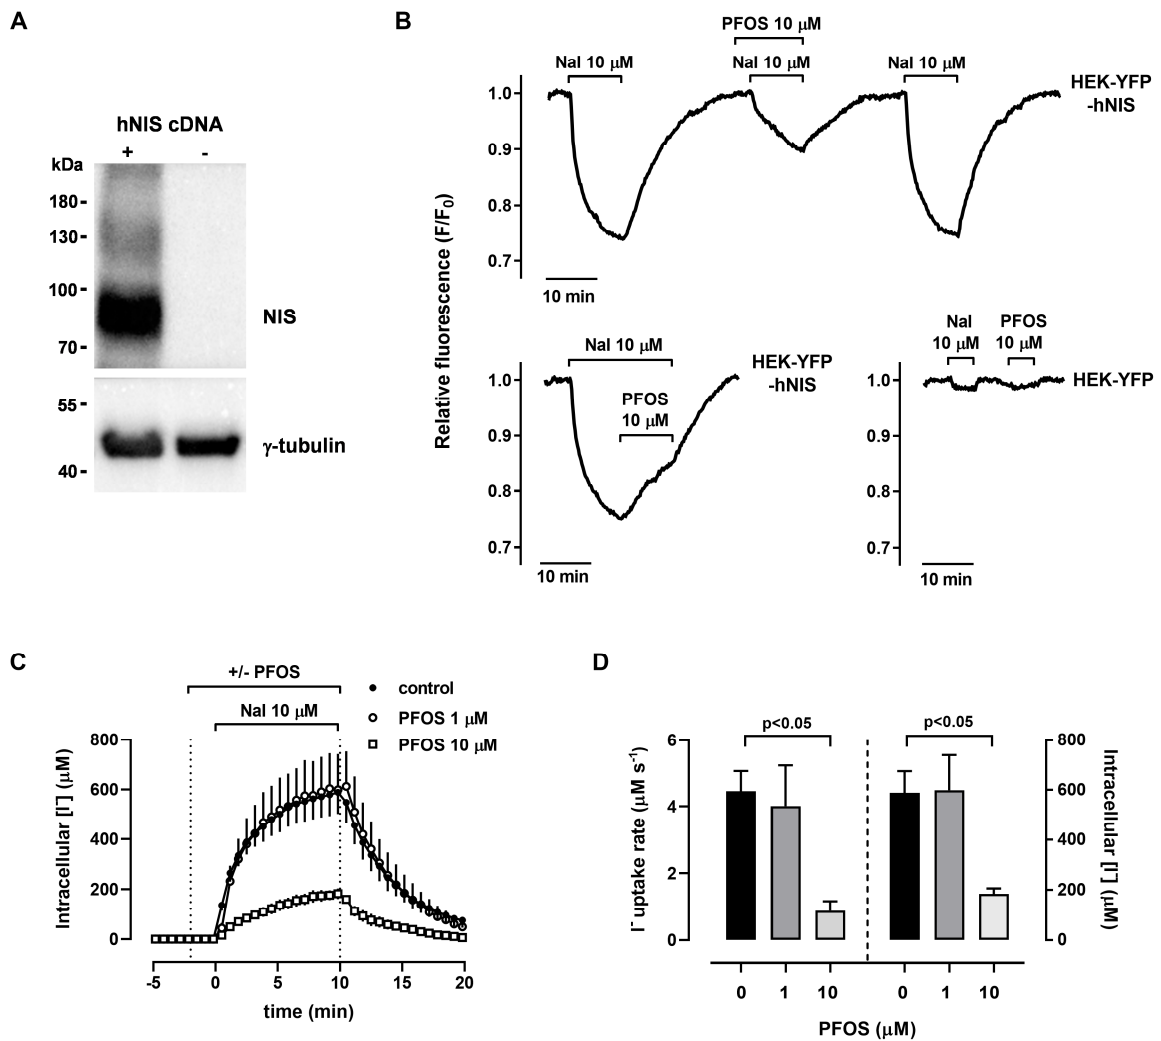 A
hNIS cDNA
+ -
kDa
180
130
100
70
55
40
NIS
γ-tubulin
B
PFOS 10 μM
NaI 10 μM NaI 10 μM NaI 10 μM
HEK-YFP
-hNIS
1.0
0.9
0.8
0.7
10 min
Relative fluorescence (F/F0)
NaI 10 μM
PFOS
10 μM
HEK-YFP
-hNIS
1.0
0.9
0.8
0.7
10 min
NaI
10 μM
PFOS
10 μM
HEK-YFP
1.0
0.9
0.8
0.7
10 min
C
+/- PFOS
NaI 10 μM
control
PFOS 1 μM
PFOS 10 μM
Intracellular [I-] (μM)
800
600
400
200
0
-5 0 5 10 15 20
time (min)
D
p<0.05 p<0.05
I- uptake rate (μM s-1)
6
4
2
0
800
600
400
200
0
Intracellular [I-]
(μM)
0 1 10 0 1 10
PFOS (μM)